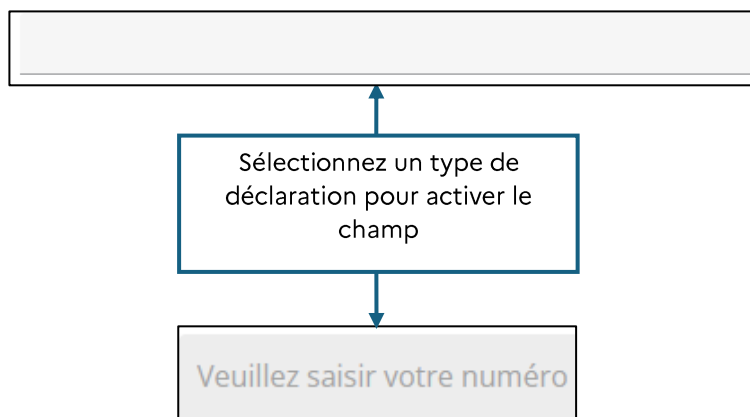 Sélectionnez un type de
déclaration pour activer le
champ
Veuillez saisir votre numéro